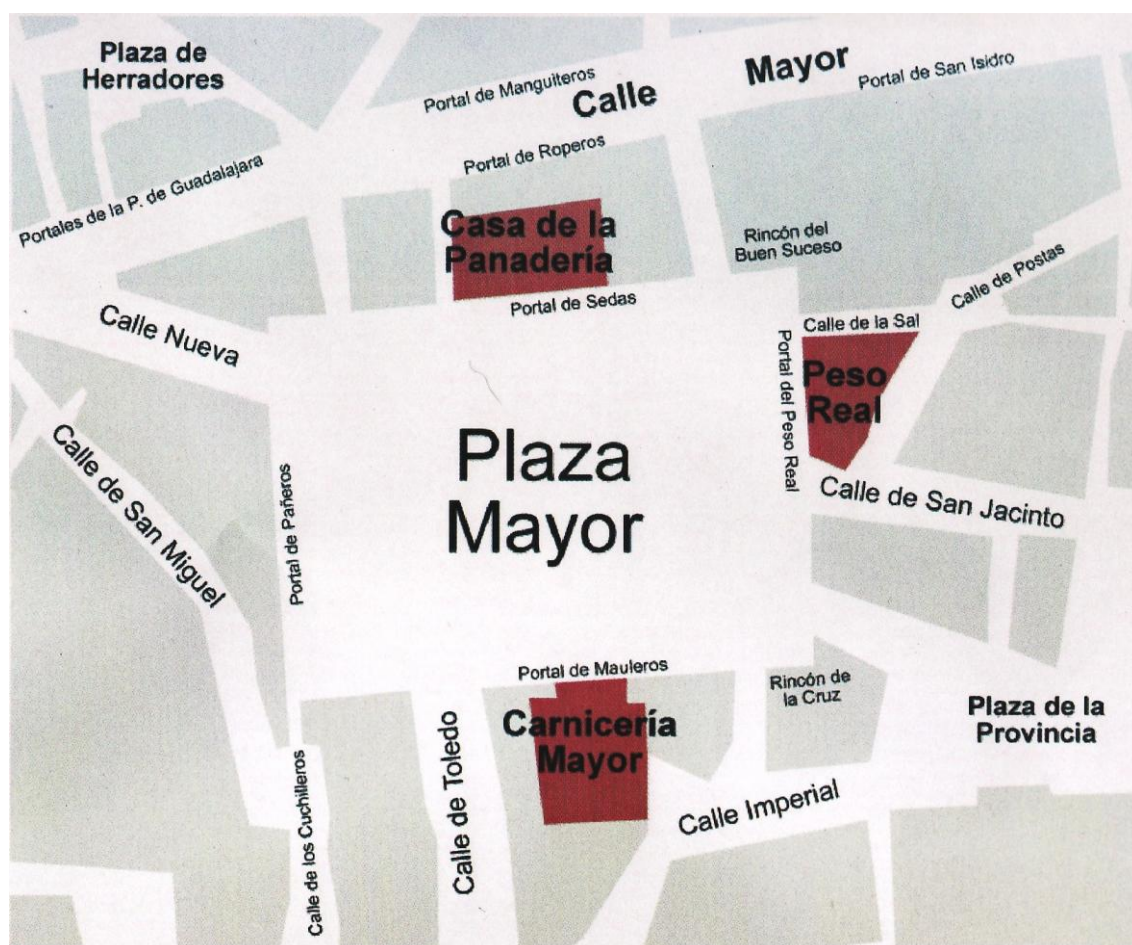 Plaza de
Herradores
Portal de Manguiteros
Calle Mayor
Portal de San Isidro
Portal de Roperos
Portales de la P. de Guadalajara
Casa de la
Panadería
Rincón del
Buen Suceso
Calle de Postas
Portal de Sedas
Calle Nueva
Calle de la Sal
Portal del Peso Real
Peso
Real
Plaza
Mayor
Calle de San Miguel
Portal de Pañeros
Calle de San Jacinto
Portal de Mauleros
Rincón de
la Cruz
Carnicería
Mayor
Plaza de la
Provincia
Calle de los Cuchilleros
Calle de Toledo
Calle Imperial